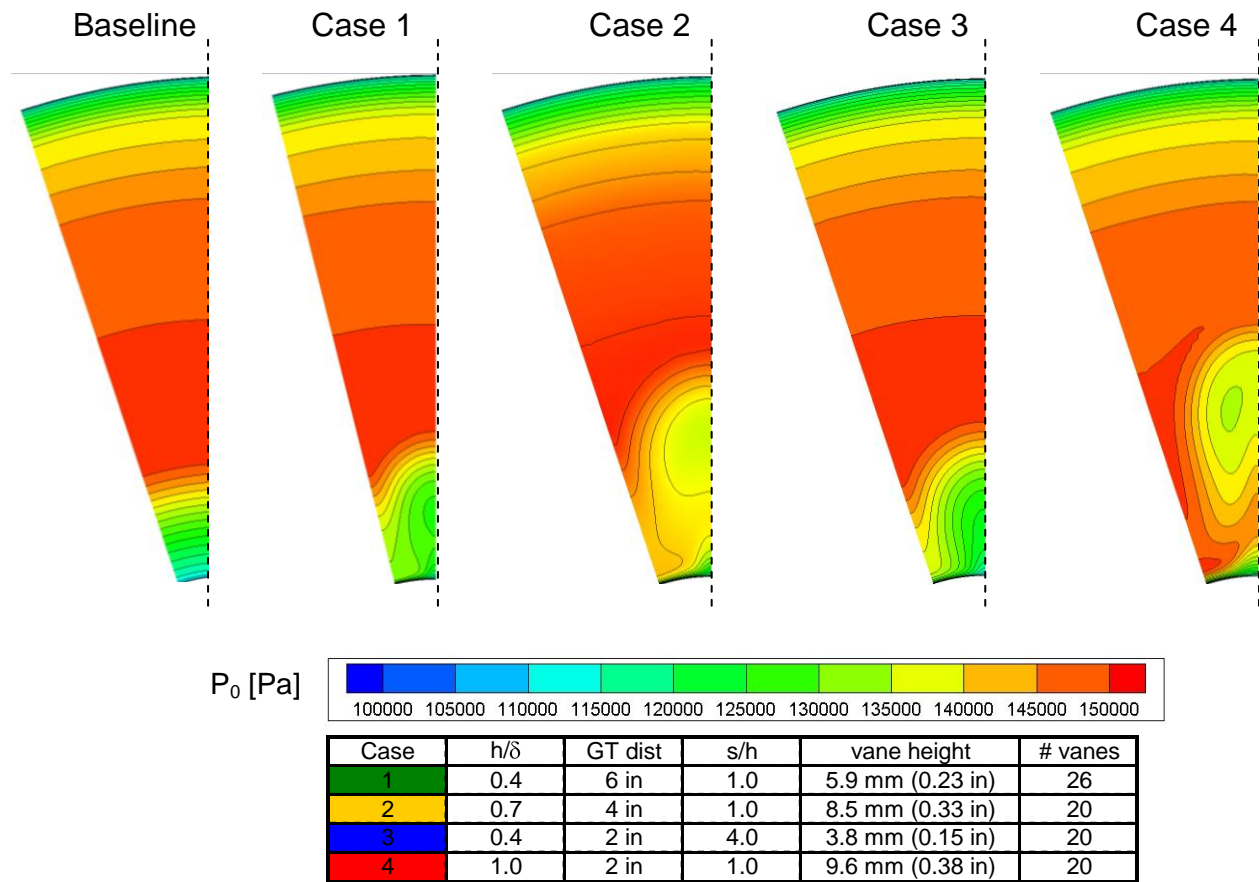 Baseline Case 1 Case 2 Case 3 Case 4
P₀ [Pa]
100000 105000 110000 115000 120000 125000 130000 135000 140000 145000 150000
Case h/δ GT dist s/h vane height # vanes
1 0.4 6 in 1.0 5.9 mm (0.23 in) 26
2 0.7 4 in 1.0 8.5 mm (0.33 in) 20
3 0.4 2 in 4.0 3.8 mm (0.15 in) 20
4 1.0 2 in 1.0 9.6 mm (0.38 in) 20